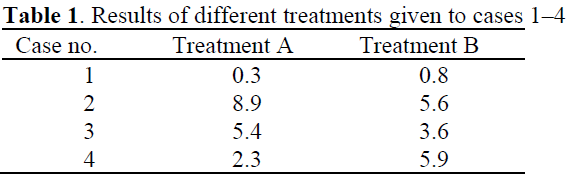 Table 1. Results of different treatments given to cases 1–4
Case no. Treatment A Treatment B
1 0.3 0.8
2 8.9 5.6
3 5.4 3.6
4 2.3 5.9